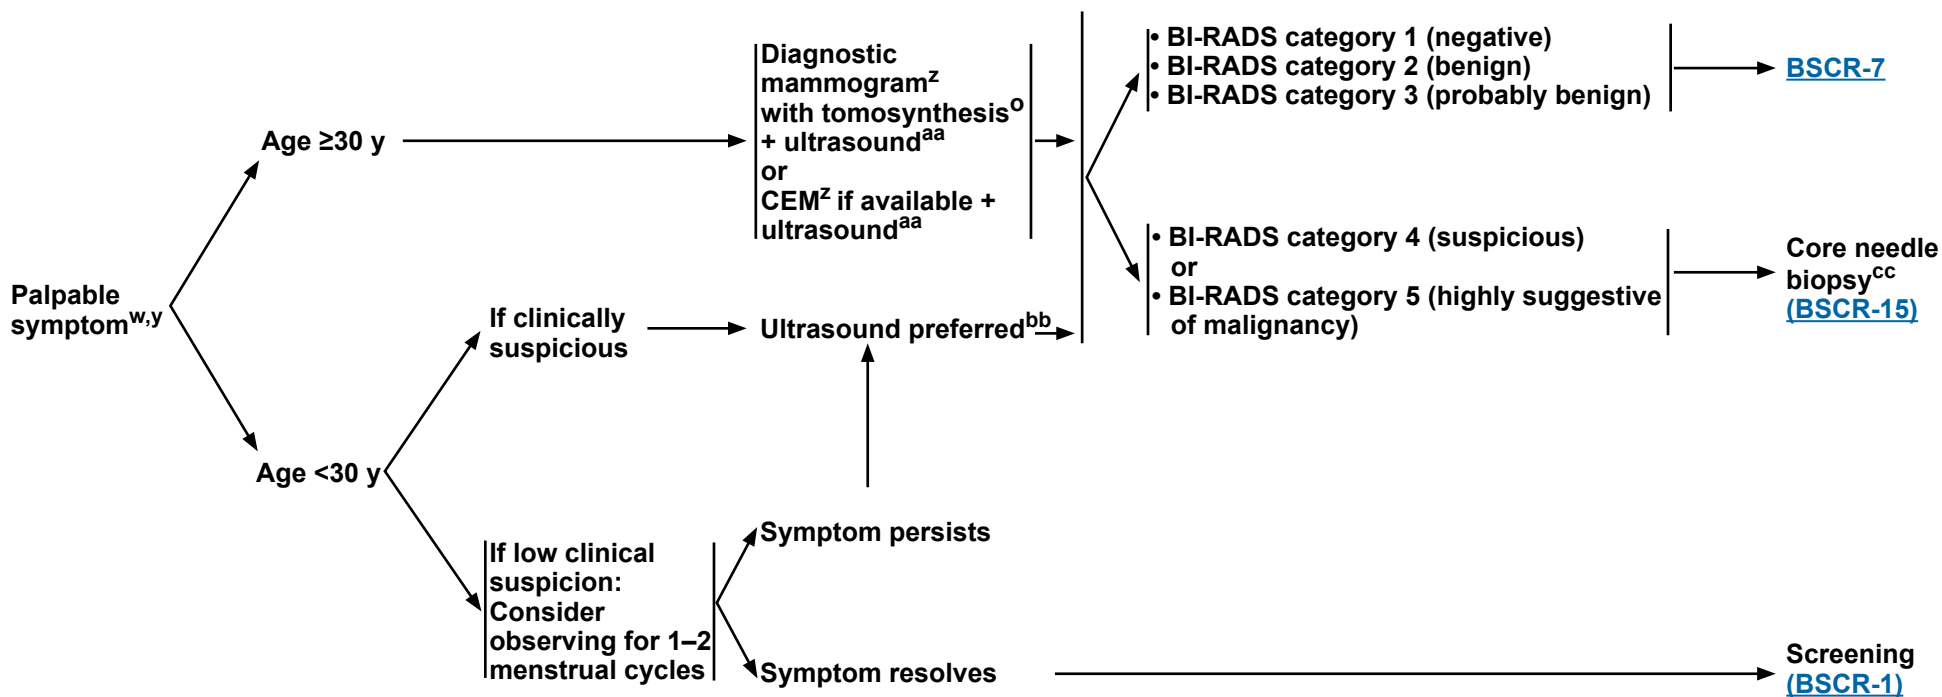 Palpable
symptomw,y
Age ≥30 y
Diagnostic
mammogramz
with tomosynthesiso
+ ultrasoundaa
or
CEMz if available +
ultrasoundaa
• BI-RADS category 1 (negative)
• BI-RADS category 2 (benign)
• BI-RADS category 3 (probably benign)
BSCR-7
• BI-RADS category 4 (suspicious)
or
• BI-RADS category 5 (highly suggestive
of malignancy)
Core needle
biopsycc
(BSCR-15)
Age <30 y
If clinically
suspicious
Ultrasound preferredbb
If low clinical
suspicion:
Consider
observing for 1–2
menstrual cycles
Symptom persists
Symptom resolves
Screening
(BSCR-1)